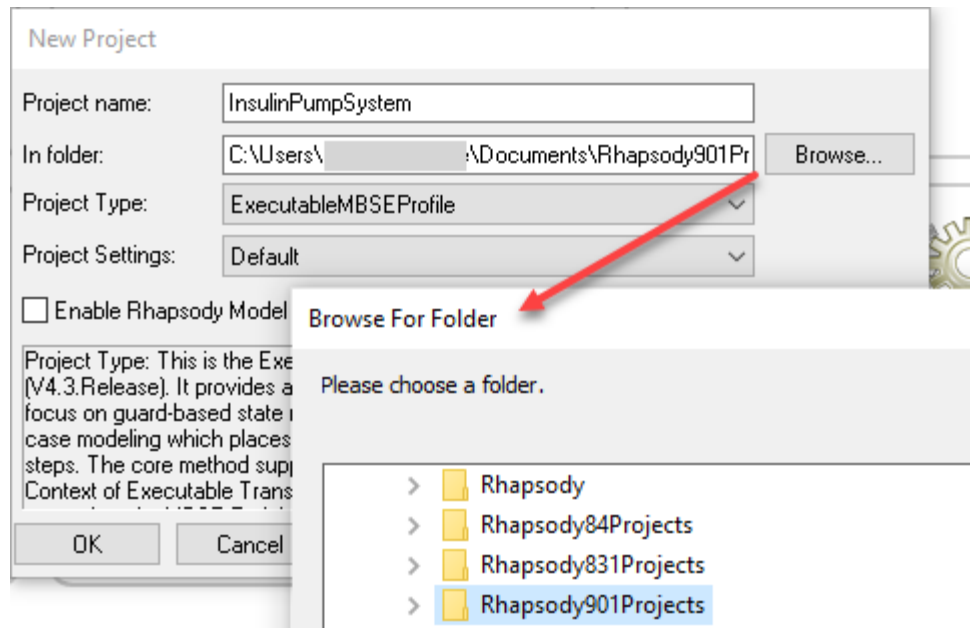 New Project
Project name: InsulinPumpSystem
In folder: C:\Users\ \Documents\Rhapsody901Pr Browse...
Project Type: ExecutableMBSEProfile
Project Settings: Default
Enable Rhapsody Model
Browse For Folder
Project Type: This is the Exe
(V4.3.Release). It provides a
focus on guard-based state
case modeling which places
steps. The core method supp
Context of Executable Trans
OK Cancel
Please choose a folder.
Rhapsody
Rhapsody84Projects
Rhapsody831Projects
Rhapsody901Projects